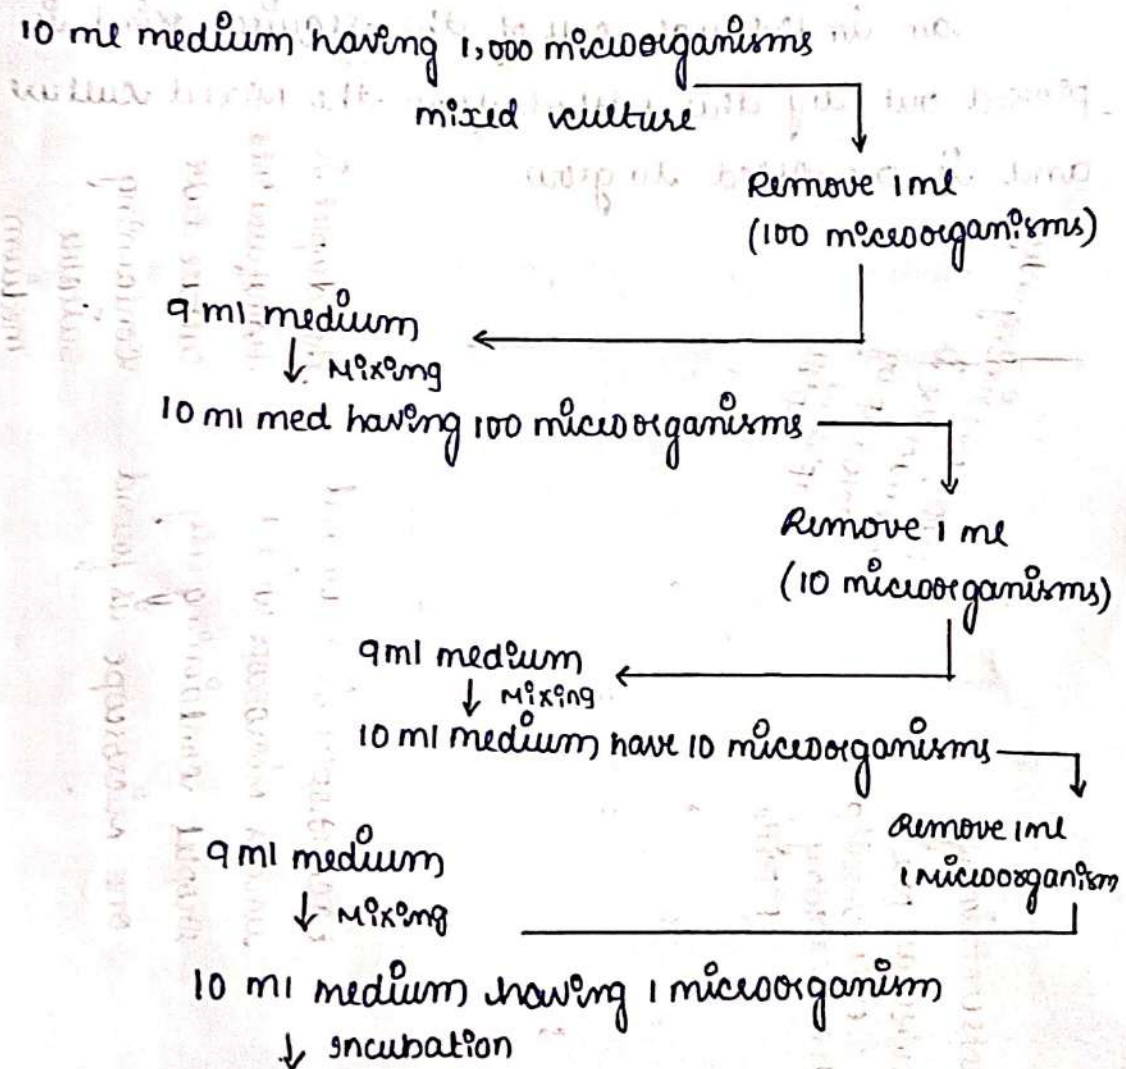 10 ml medium having 1,000 microorganisms
mixed culture
Remove 1ml
(100 microorganisms)
9 ml medium
↓ Mixing
10 ml med having 100 microorganisms
Remove 1 ml
(10 microorganisms)
9ml medium
↓ Mixing
10 ml medium have 10 microorganisms
Remove 1ml
1 microorganism
9 ml medium
↓ Mixing
10 ml medium having 1 microorganism
↓ incubation